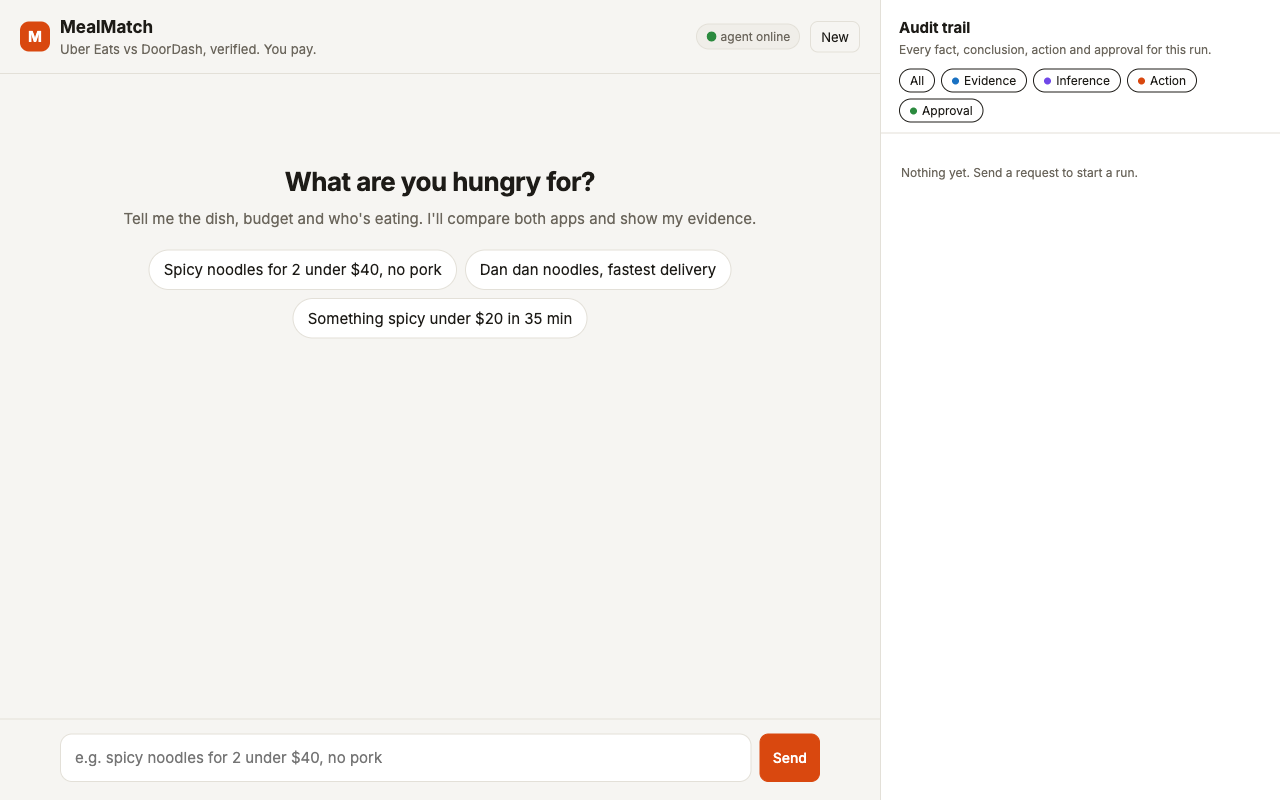 M
MealMatch
Uber Eats vs DoorDash, verified. You pay.
agent online
New
What are you hungry for?
Tell me the dish, budget and who's eating. I'll compare both apps and show my evidence.
Spicy noodles for 2 under $40, no pork
Dan dan noodles, fastest delivery
Something spicy under $20 in 35 min
e.g. spicy noodles for 2 under $40, no pork
Send
Audit trail
Every fact, conclusion, action and approval for this run.
All
Evidence
Inference
Action
Approval
Nothing yet. Send a request to start a run.